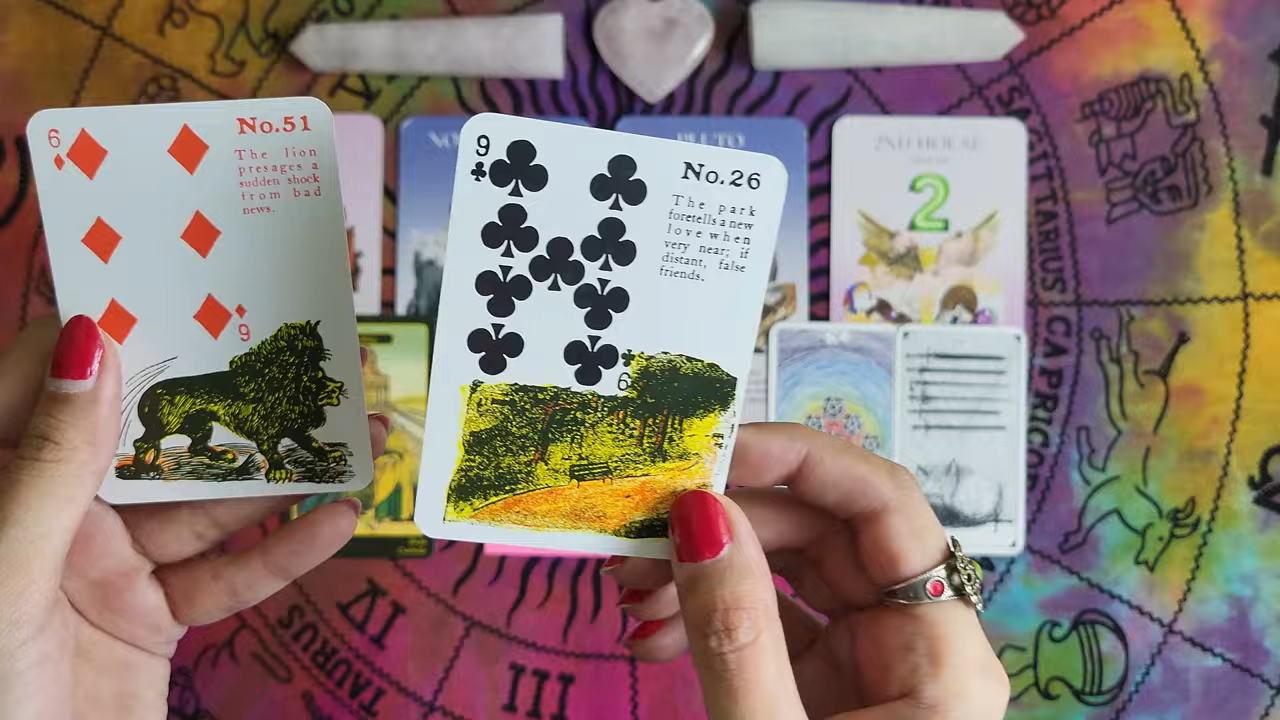 6
No.51
The lion
presages a
sudden shock
from bad
news.
6
9
No.26
The park
foretells a new
love when
very near; if
distant, false
friends.
9
PLUTO
2ND HOUSE
2
SAGITTARIUS
CAPRICO
TAURUS
IV
III